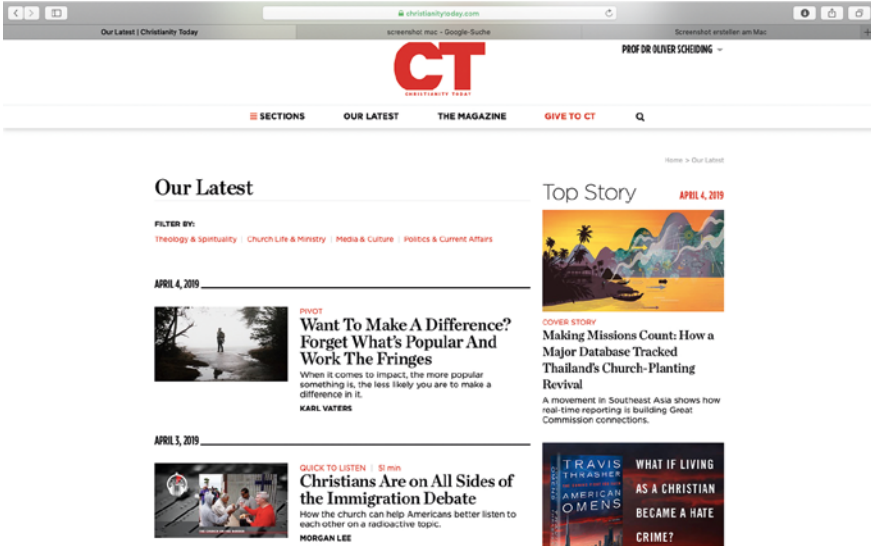 christianitytoday.com
Our Latest | Christianity Today
screenshot mac - Google-Suche
Screenshot erstellen am Mac
CT
CHRISTIANITY TODAY
PROF DR OLIVER SCHEIDING
SECTIONS
OUR LATEST
THE MAGAZINE
GIVE TO CT
Home > Our Latest
Our Latest
FILTER BY:
Theology & Spirituality | Church Life & Ministry | Media & Culture | Politics & Current Affairs
APRIL 4, 2019
PIVOT
Want To Make A Difference?
Forget What's Popular And
Work The Fringes
When it comes to impact, the more popular
something is, the less likely you are to make a
difference in it.
KARL VATERS
APRIL 3, 2019
QUICK TO LISTEN | 51 min
Christians Are on All Sides of
the Immigration Debate
How the church can help Americans better listen to
each other on a radioactive topic.
MORGAN LEE
Top Story
APRIL 4, 2019
COVER STORY
Making Missions Count: How a
Major Database Tracked
Thailand's Church-Planting
Revival
A movement in Southeast Asia shows how
real-time reporting is building Great
Commission connections.
TRAVIS
THRASHER
AMERICAN
OMENS
WHAT IF LIVING
AS A CHRISTIAN
BECAME A HATE
CRIME?